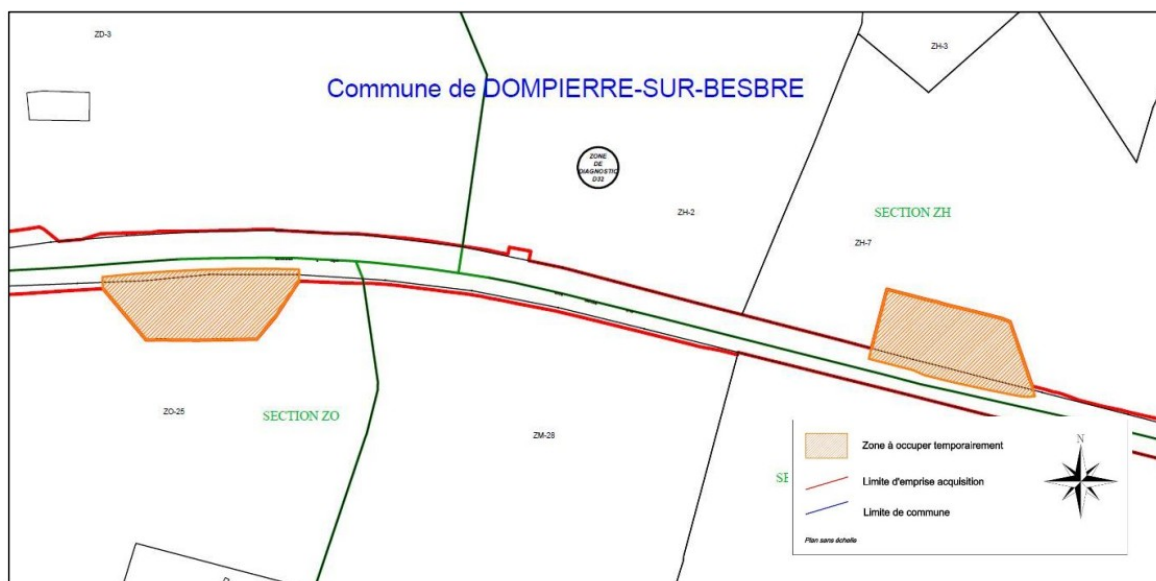 ZD-3
ZH-3
Commune de DOMPIERRE-SUR-BESBRE
ZONE
DE
DIAGNOSTIC
D33
ZH-2
SECTION ZH
ZH-7
ZO-25
SECTION ZO
ZM-28
Zone à occuper temporairement
N
Limite d'emprise acquisition
Limite de commune
Plan sans échelle